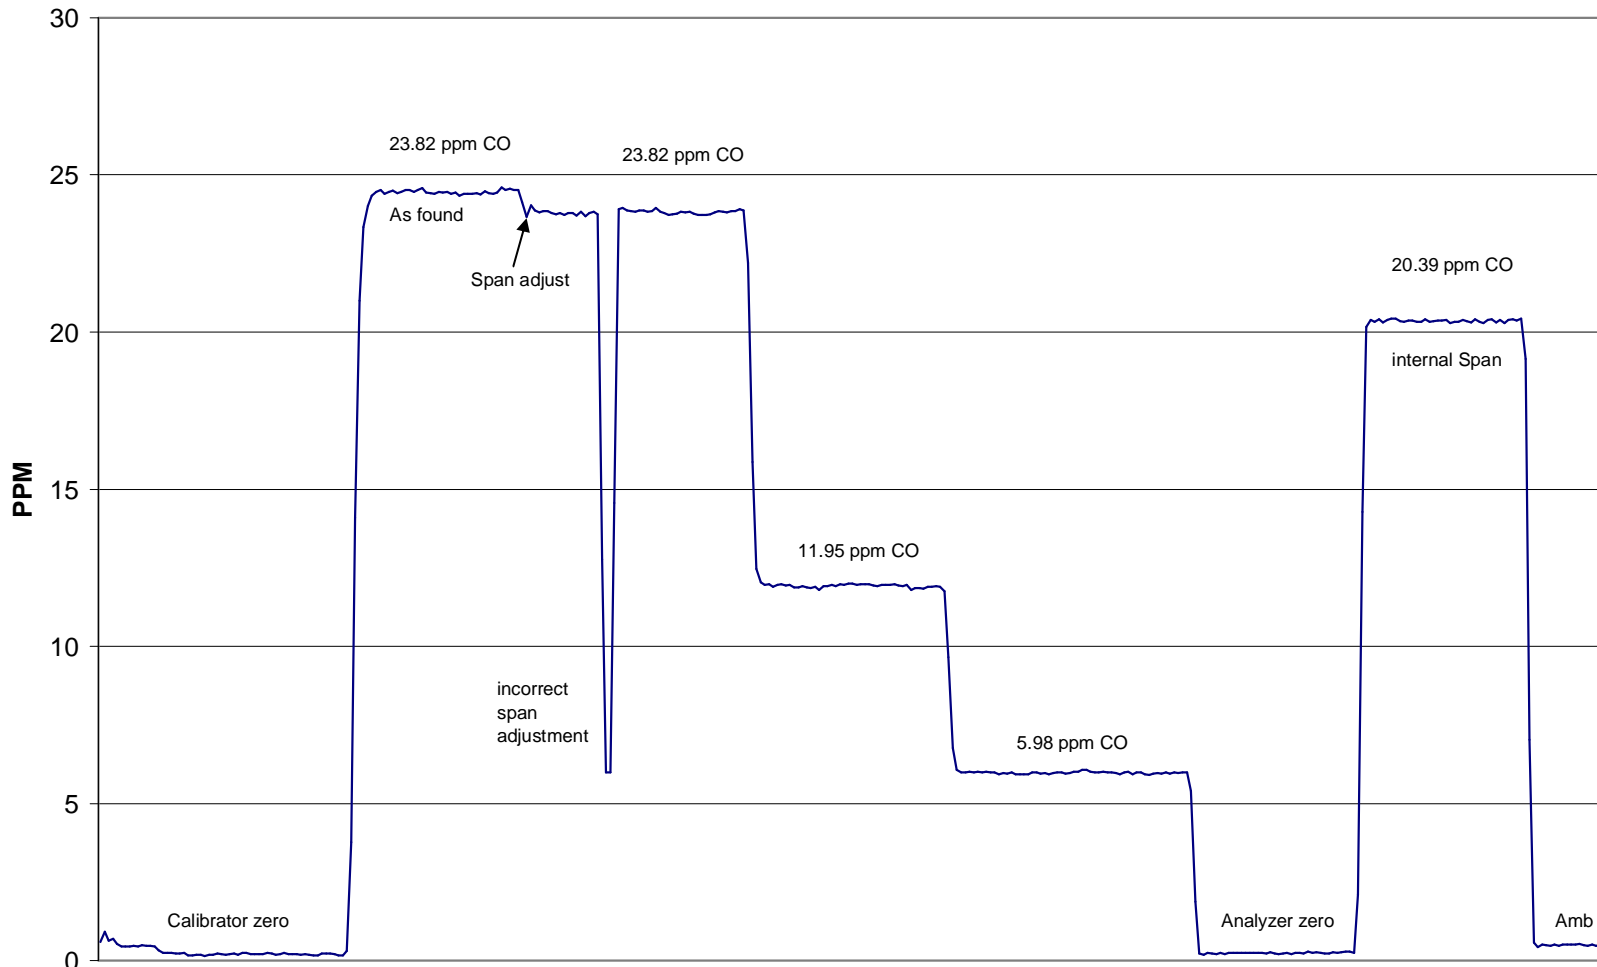 30
25
20
15
10
5
0
PPM
23.82 ppm CO
23.82 ppm CO
As found
Span adjust
20.39 ppm CO
internal Span
11.95 ppm CO
incorrect
span
adjustment
5.98 ppm CO
Calibrator zero
Analyzer zero
Amb